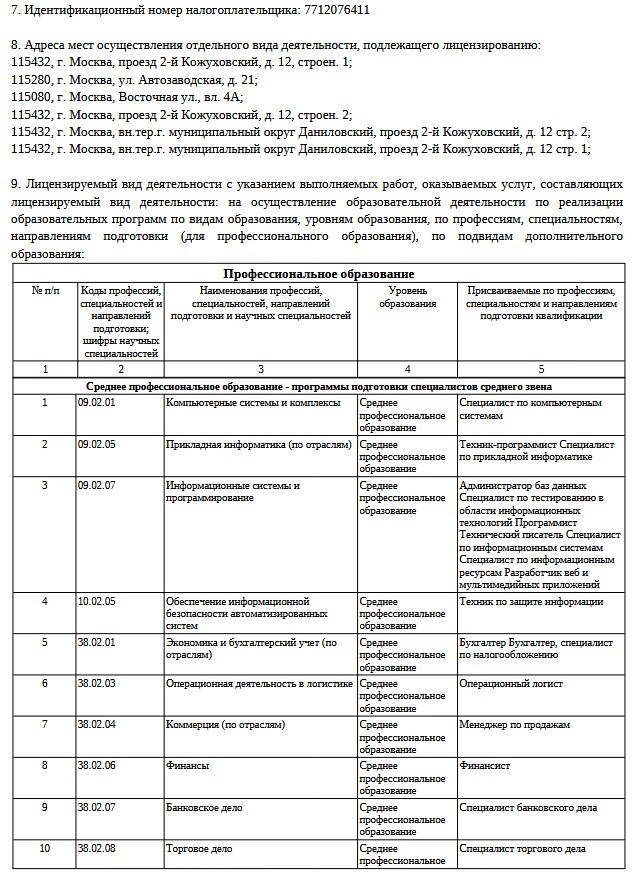 7. Идентификационный номер налогоплательщика: 7712076411
8. Адреса мест осуществления отдельного вида деятельности, подлежащего лицензированию:
115432, г. Москва, проезд 2-й Кожуховский, д. 12, строен. 1;
115280, г. Москва, ул. Автозаводская, д. 21;
115080, г. Москва, Восточная ул., вл. 4А;
115432, г. Москва, проезд 2-й Кожуховский, д. 12, строен. 2;
115432, г. Москва, вн.тер.г. муниципальный округ Даниловский, проезд 2-й Кожуховский, д. 12 стр. 2;
115432, г. Москва, вн.тер.г. муниципальный округ Даниловский, проезд 2-й Кожуховский, д. 12 стр. 1;
9. Лицензируемый вид деятельности с указанием выполняемых работ, оказываемых услуг, составляющих
лицензируемый вид деятельности: на осуществление образовательной деятельности по реализации
образовательных программ по видам образования, уровням образования, по профессиям, специальностям,
направлениям подготовки (для профессионального образования), по подвидам дополнительного
образования:
Профессиональное образование
№ п/п
Коды профессий,
специальностей и
направлений
подготовки;
шифры научных
специальностей
Наименования профессий,
специальностей, направлений
подготовки и научных специальностей
Уровень
образования
Присваиваемые по профессиям,
специальностям и направлениям
подготовки квалификации
1 2 3 4 5
Среднее профессиональное образование - программы подготовки специалистов среднего звена
1
09.02.01
Компьютерные системы и комплексы
Среднее
профессиональное
образование
Специалист по компьютерным
системам
2
09.02.05
Прикладная информатика (по отраслям)
Среднее
профессиональное
образование
Техник-программист Специалист
по прикладной информатике
3
09.02.07
Информационные системы и
программирование
Среднее
профессиональное
образование
Администратор баз данных
Специалист по тестированию в
области информационных
технологий Программист
Технический писатель Специалист
по информационным системам
Специалист по информационным
ресурсам Разработчик веб и
мультимедийных приложений
4
10.02.05
Обеспечение информационной
безопасности автоматизированных
систем
Среднее
профессиональное
образование
Техник по защите информации
5
38.02.01
Экономика и бухгалтерский учет (по
отраслям)
Среднее
профессиональное
образование
Бухгалтер Бухгалтер, специалист
по налогообложению
6
38.02.03
Операционная деятельность в логистике
Среднее
профессиональное
образование
Операционный логист
7
38.02.04
Коммерция (по отраслям)
Среднее
профессиональное
образование
Менеджер по продажам
8
38.02.06
Финансы
Среднее
профессиональное
образование
Финансист
9
38.02.07
Банковское дело
Среднее
профессиональное
образование
Специалист банковского дела
10
38.02.08
Торговое дело
Среднее
профессиональное
Специалист торгового дела